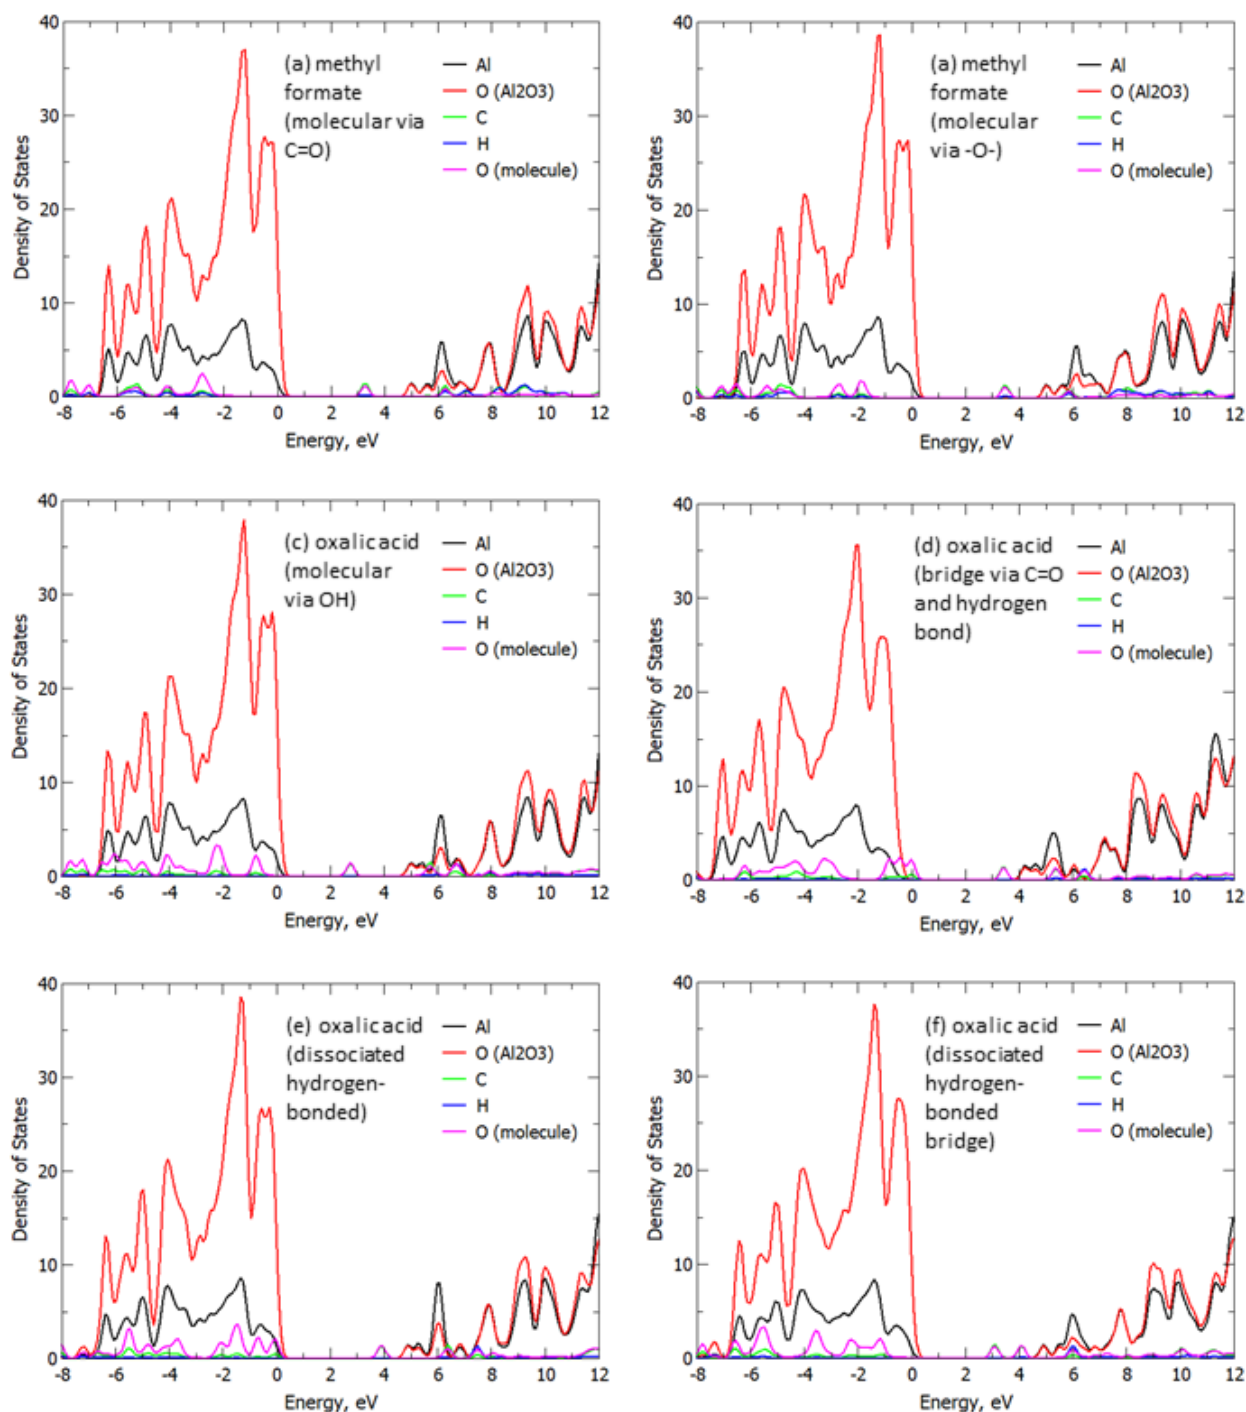 40
30
20
10
0
Density of States
(a) methyl
formate
(molecular via
C=O)
Al
O (Al2O3)
C
H
O (molecule)
-8 -6 -4 -2 0 2 4 6 8 10 12
Energy, eV
40
30
20
10
0
Density of States
(a) methyl
formate
(molecular
via -O-)
Al
O (Al2O3)
C
H
O (molecule)
-8 -6 -4 -2 0 2 4 6 8 10 12
Energy, eV
40
30
20
10
0
Density of States
(c) oxalic acid
(molecular
via OH)
Al
O (Al2O3)
C
H
O (molecule)
-8 -6 -4 -2 0 2 4 6 8 10 12
Energy, eV
40
30
20
10
0
Density of States
(d) oxalic acid
(bridge via C=O
and hydrogen
bond)
Al
O (Al2O3)
C
H
O (molecule)
-8 -6 -4 -2 0 2 4 6 8 10 12
Energy, eV
40
30
20
10
0
Density of States
(e) oxalic acid
(dissociated
hydrogen-
bonded)
Al
O (Al2O3)
C
H
O (molecule)
-8 -6 -4 -2 0 2 4 6 8 10 12
Energy, eV
40
30
20
10
0
Density of States
(f) oxalic acid
(dissociated
hydrogen-
bonded
bridge)
Al
O (Al2O3)
C
H
O (molecule)
-8 -6 -4 -2 0 2 4 6 8 10 12
Energy, eV